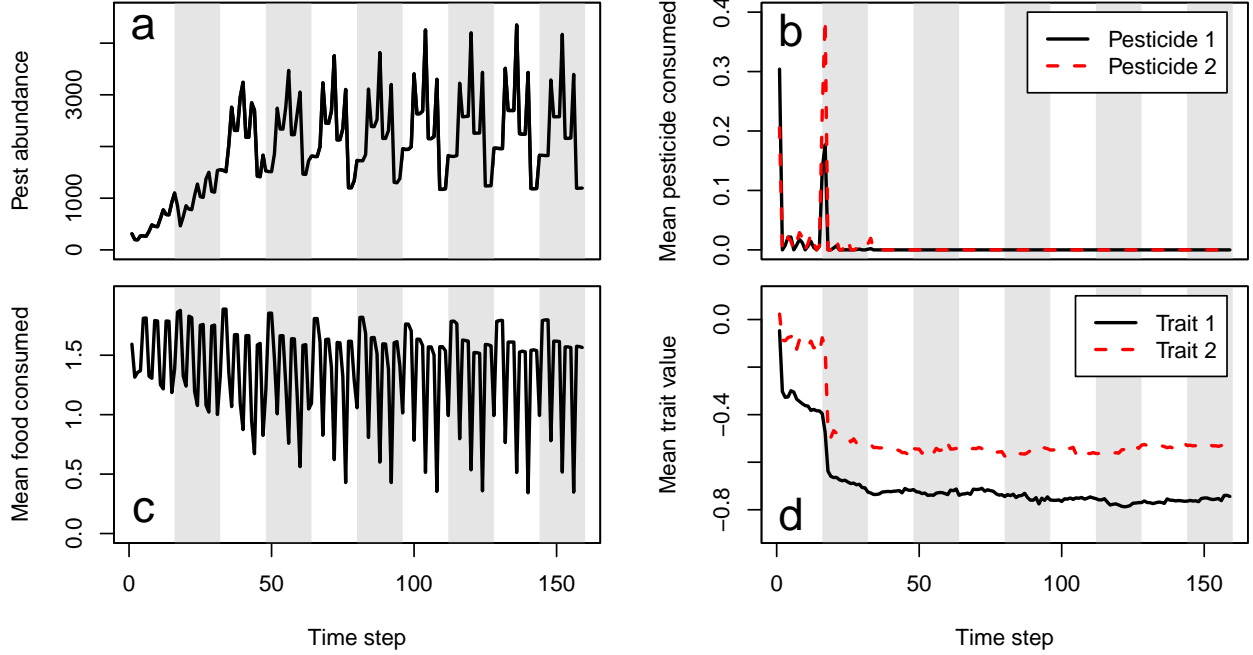 a
Pest abundance
0
1000
3000
b
Mean pesticide consumed
0.0
0.1
0.2
0.3
0.4
Pesticide 1
Pesticide 2
c
Mean food consumed
0.0
0.5
1.0
1.5
0
50
100
150
Time step
d
Mean trait value
−0.8
−0.4
0.0
Trait 1
Trait 2
0
50
100
150
Time step